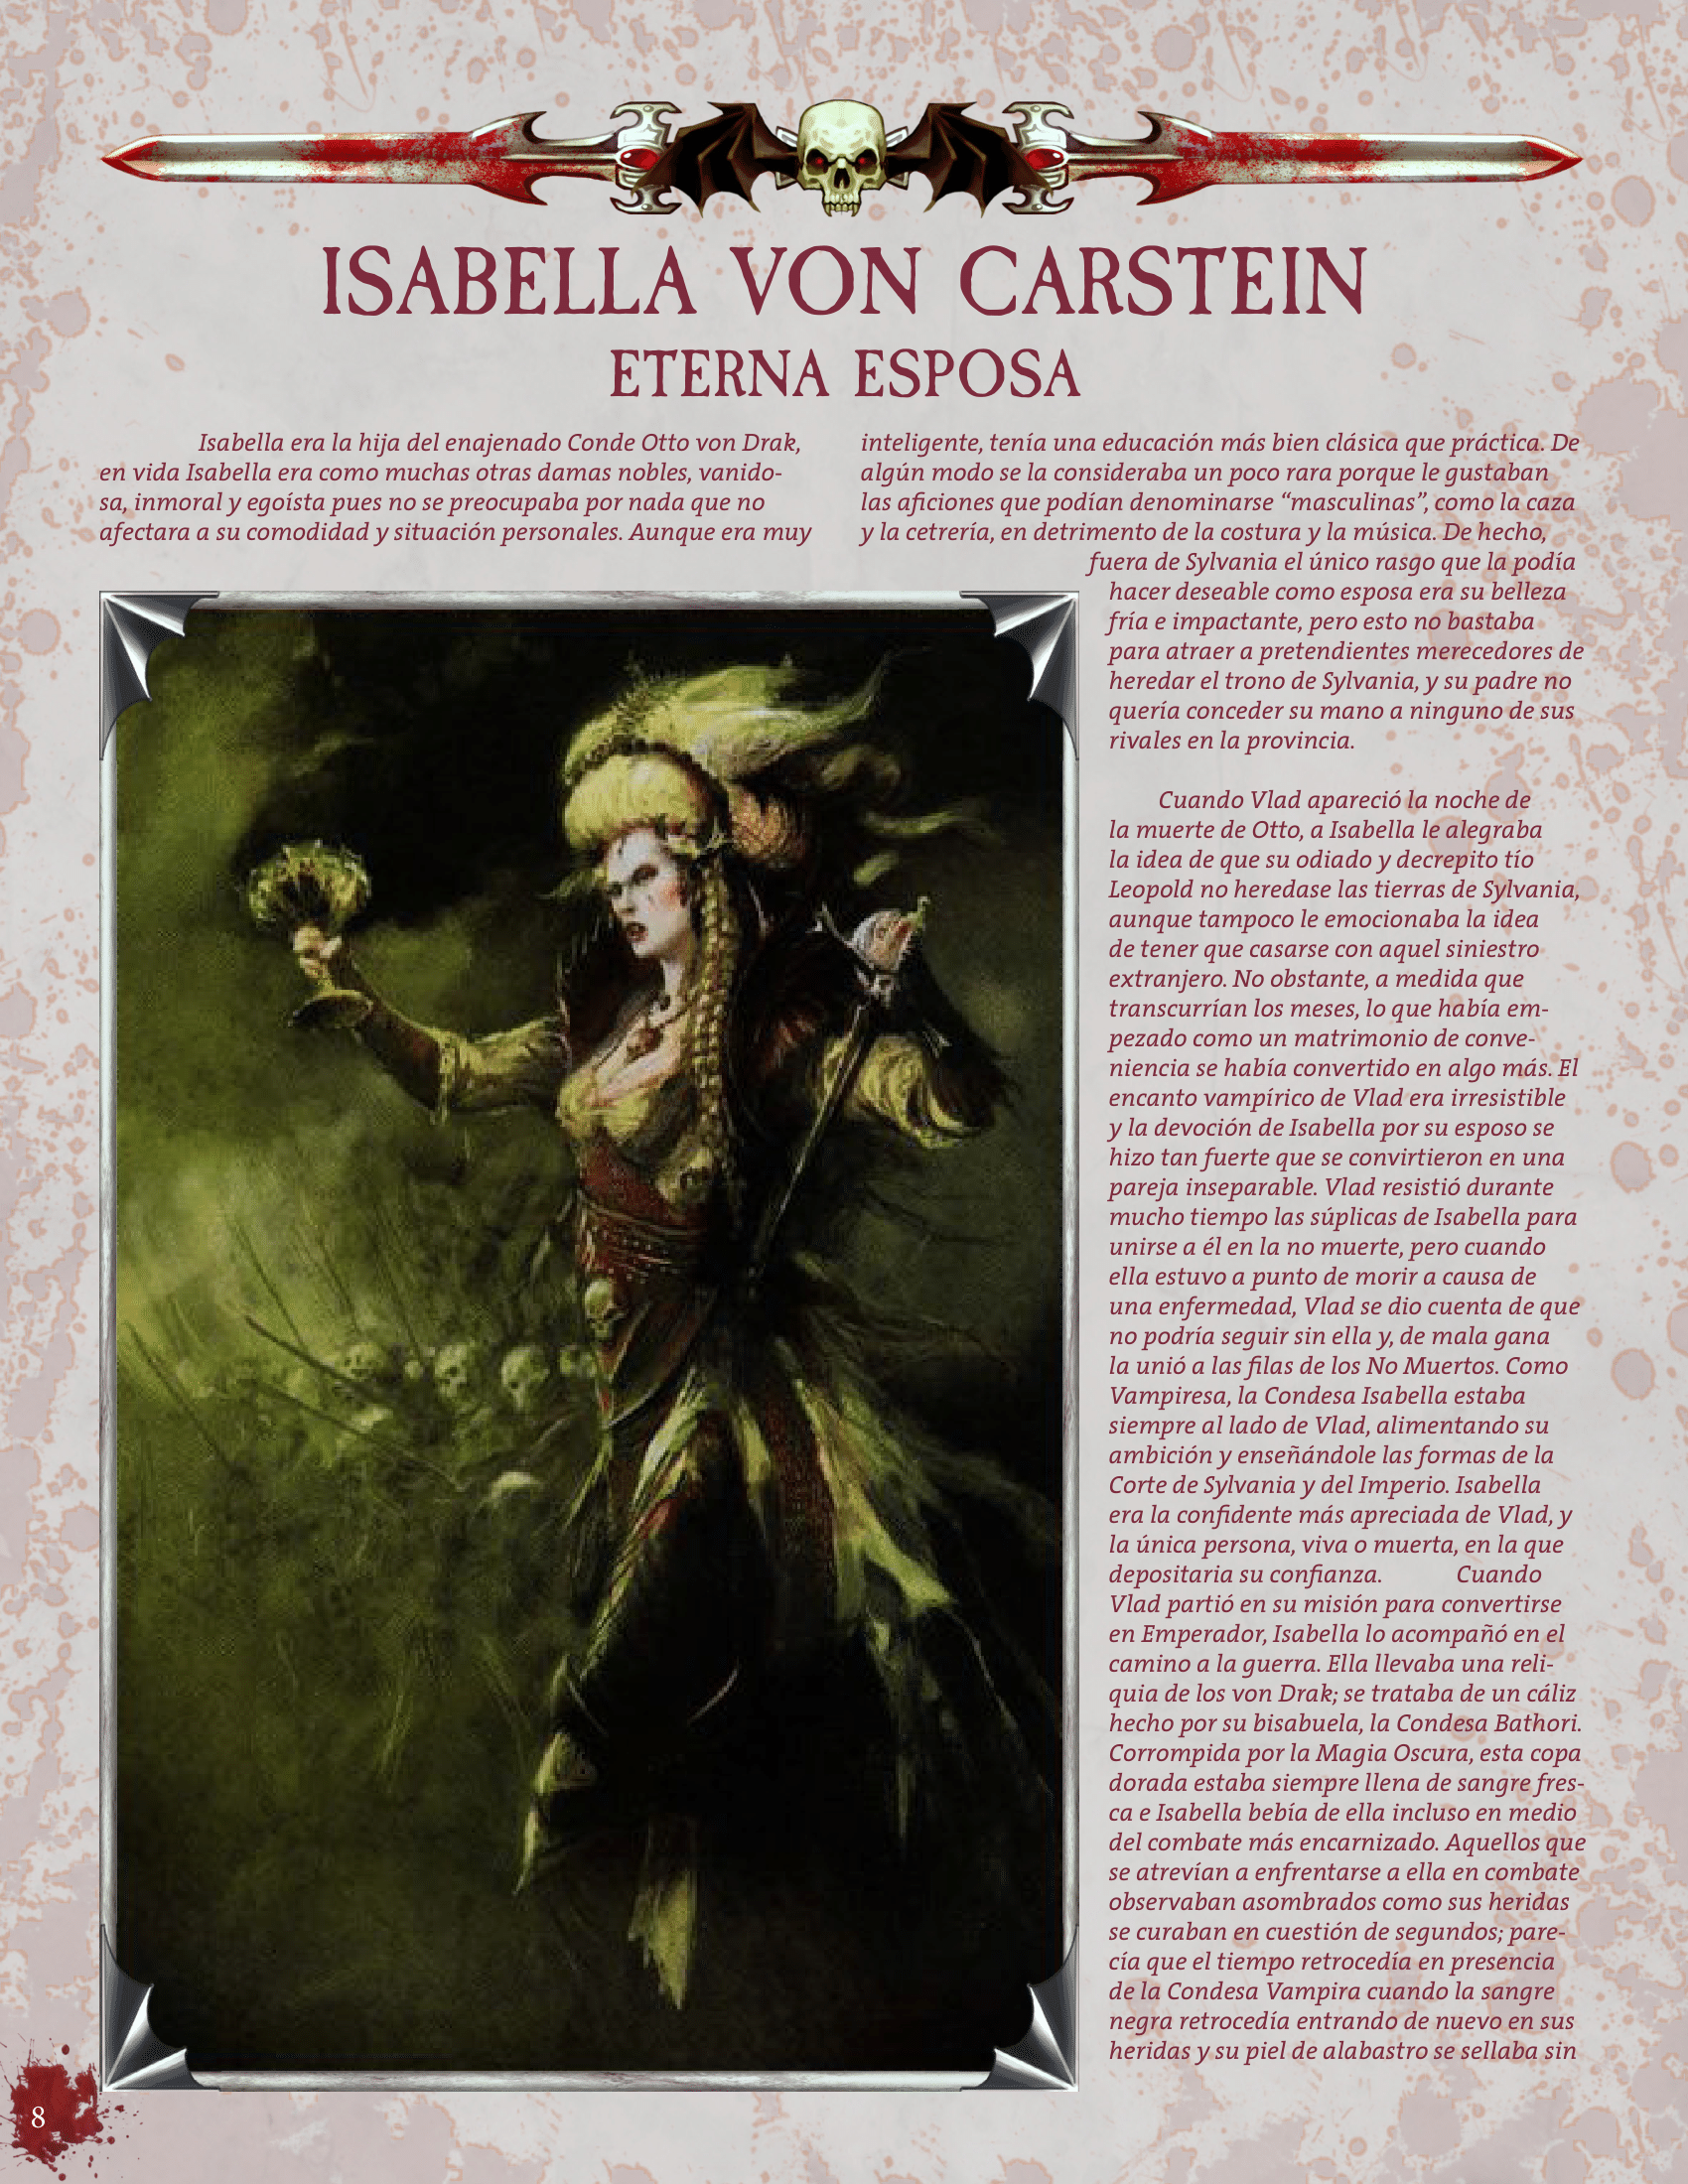 ISABELLA VON CARSTEIN
ETERNA ESPOSA
Isabella era la hija del enajenado Conde Otto von Drak,
en vida Isabella era como muchas otras damas nobles, vanido-
sa, inmoral y egoísta pues no se preocupaba por nada que no
afectara a su comodidad y situación personales. Aunque era muy
inteligente, tenía una educación más bien clásica que práctica. De
algún modo se la consideraba un poco rara porque le gustaban
las aficiones que podían denominarse “masculinas”, como la caza
y la cetrería, en detrimento de la costura y la música. De hecho,
fuera de Sylvania el único rasgo que la podía
hacer deseable como esposa era su belleza
fría e impactante, pero esto no bastaba
para atraer a pretendientes merecedores de
heredar el trono de Sylvania, y su padre no
quería conceder su mano a ninguno de sus
rivales en la provincia.
Cuando Vlad apareció la noche de
la muerte de Otto, a Isabella le alegraba
la idea de que su odiado y decrepito tío
Leopold no heredase las tierras de Sylvania,
aunque tampoco le emocionaba la idea
de tener que casarse con aquel siniestro
extranjero. No obstante, a medida que
transcurrían los meses, lo que había em-
pezado como un matrimonio de conve-
niencia se había convertido en algo más. El
encanto vampírico de Vlad era irresistible
y la devoción de Isabella por su esposo se
hizo tan fuerte que se convirtieron en una
pareja inseparable. Vlad resistió durante
mucho tiempo las súplicas de Isabella para
unirse a él en la no muerte, pero cuando
ella estuvo a punto de morir a causa de
una enfermedad, Vlad se dio cuenta de que
no podría seguir sin ella y, de mala gana
la unió a las filas de los No Muertos. Como
Vampiresa, la Condesa Isabella estaba
siempre al lado de Vlad, alimentando su
ambición y enseñándole las formas de la
Corte de Sylvania y del Imperio. Isabella
era la confidente más apreciada de Vlad, y
la única persona, viva o muerta, en la que
depositaria su confianza. Cuando
Vlad partió en su misión para convertirse
en Emperador, Isabella lo acompañó en el
camino a la guerra. Ella llevaba una reli-
quia de los von Drak; se trataba de un cáliz
hecho por su bisabuela, la Condesa Bathori.
Corrompida por la Magia Oscura, esta copa
dorada estaba siempre llena de sangre fres-
ca e Isabella bebía de ella incluso en medio
del combate más encarnizado. Aquellos que
se atrevían a enfrentarse a ella en combate
observaban asombrados como sus heridas
se curaban en cuestión de segundos; pare-
cía que el tiempo retrocedía en presencia
de la Condesa Vampira cuando la sangre
negra retrocedía entrando de nuevo en sus
heridas y su piel de alabastro se sellaba sin
8